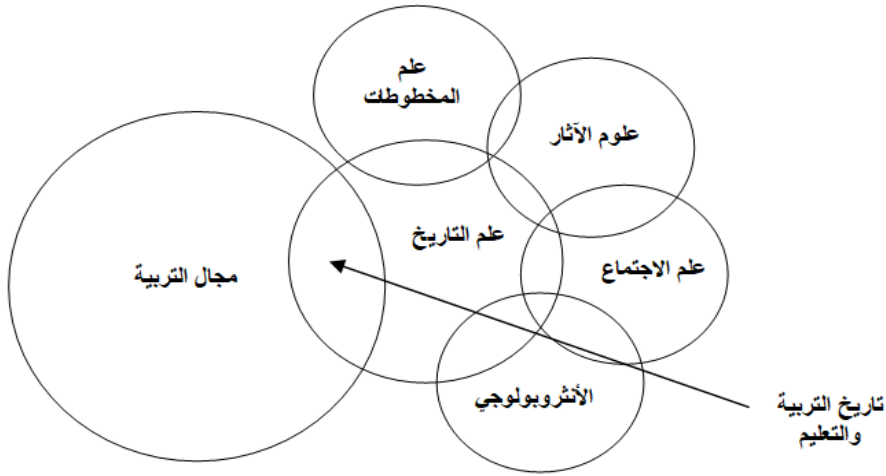 علم
المخطوطات
علوم الآثار
علم التاريخ
علم الاجتماع
مجال التربية
الأنثروبولوجي
تاريخ التربية
والتعليم